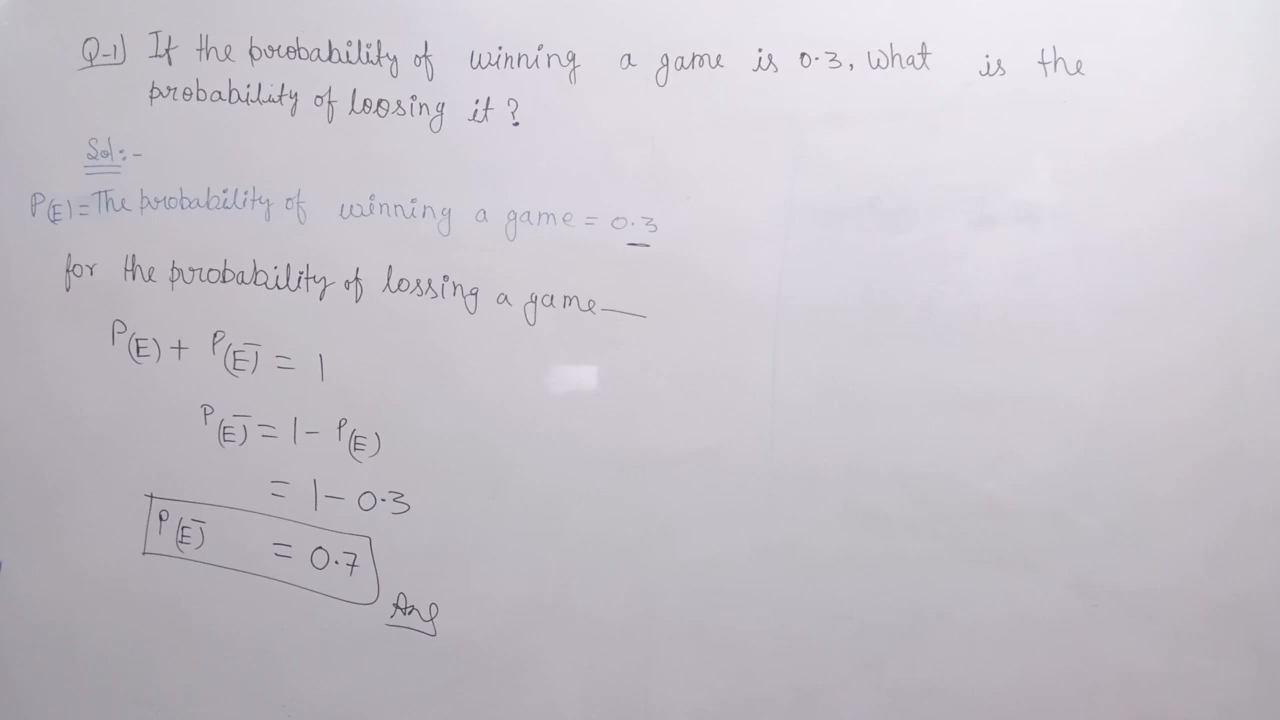 Q-1) If the probability of winning a game is 0.3, What is the
probability of loosing it ?
Sol:-
P(E) = The probability of winning a game = 0.3
for the probability of lossing a game —
P(E) + P(E̅) = 1
P(E̅) = 1 - P(E)
= 1 - 0.3
P(E̅) = 0.7
Ans